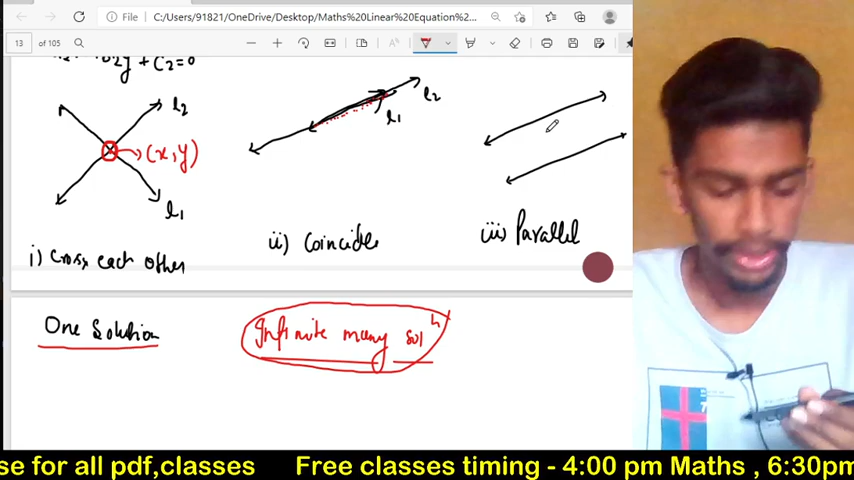 File
C:/Users/91821/OneDrive/Desktop/Maths%20Linear%20Equation%2...
13 of 105
l2
(x,y)
l1
l2
l1
i) Cross each other
ii) Coincide
iii) Parallel
One Solution
Infinite many solⁿ
se for all pdf,classes Free classes timing - 4:00 pm Maths , 6:30pm